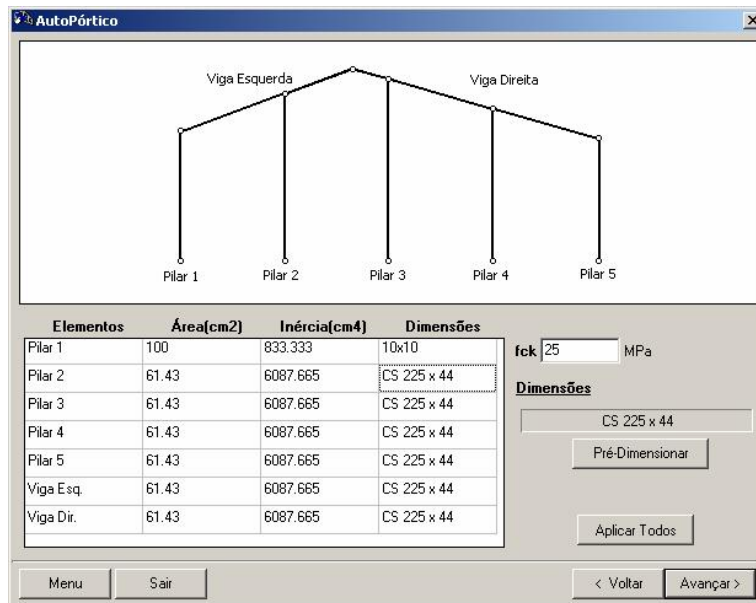 AutoPórtico
Viga Esquerda
Viga Direita
Pilar 1 Pilar 2 Pilar 3 Pilar 4 Pilar 5
Elementos Área(cm2) Inércia(cm4) Dimensões
Pilar 1 100 833.333 10x10
Pilar 2 61.43 6087.665 CS 225 x 44
Pilar 3 61.43 6087.665 CS 225 x 44
Pilar 4 61.43 6087.665 CS 225 x 44
Pilar 5 61.43 6087.665 CS 225 x 44
Viga Esq. 61.43 6087.665 CS 225 x 44
Viga Dir. 61.43 6087.665 CS 225 x 44
fck 25 MPa
Dimensões
CS 225 x 44
Pré-Dimensionar
Aplicar Todos
Menu Sair < Voltar Avançar >